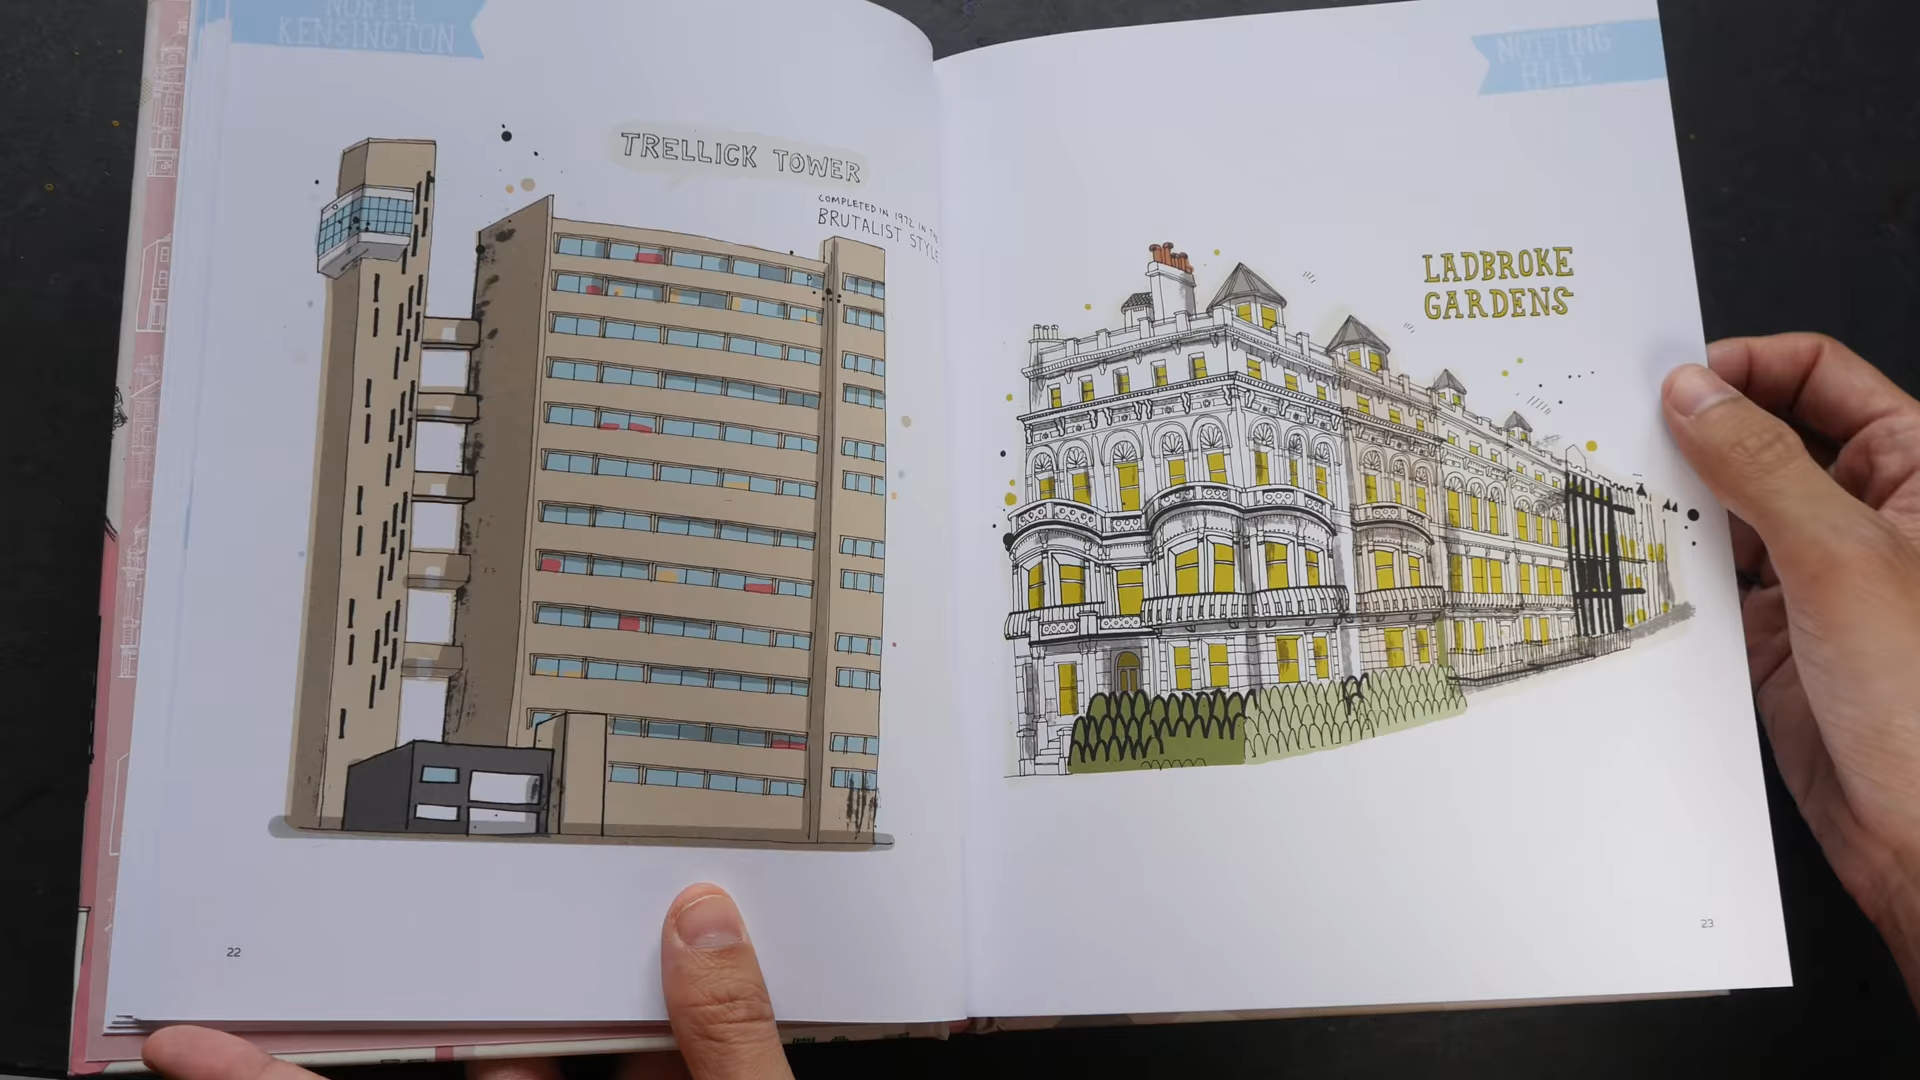 NORTH
KENSINGTON
TRELLICK TOWER
COMPLETED IN 1972 IN THE
BRUTALIST STYLE
22
NOTTING
HILL
LADBROKE
GARDENS
23